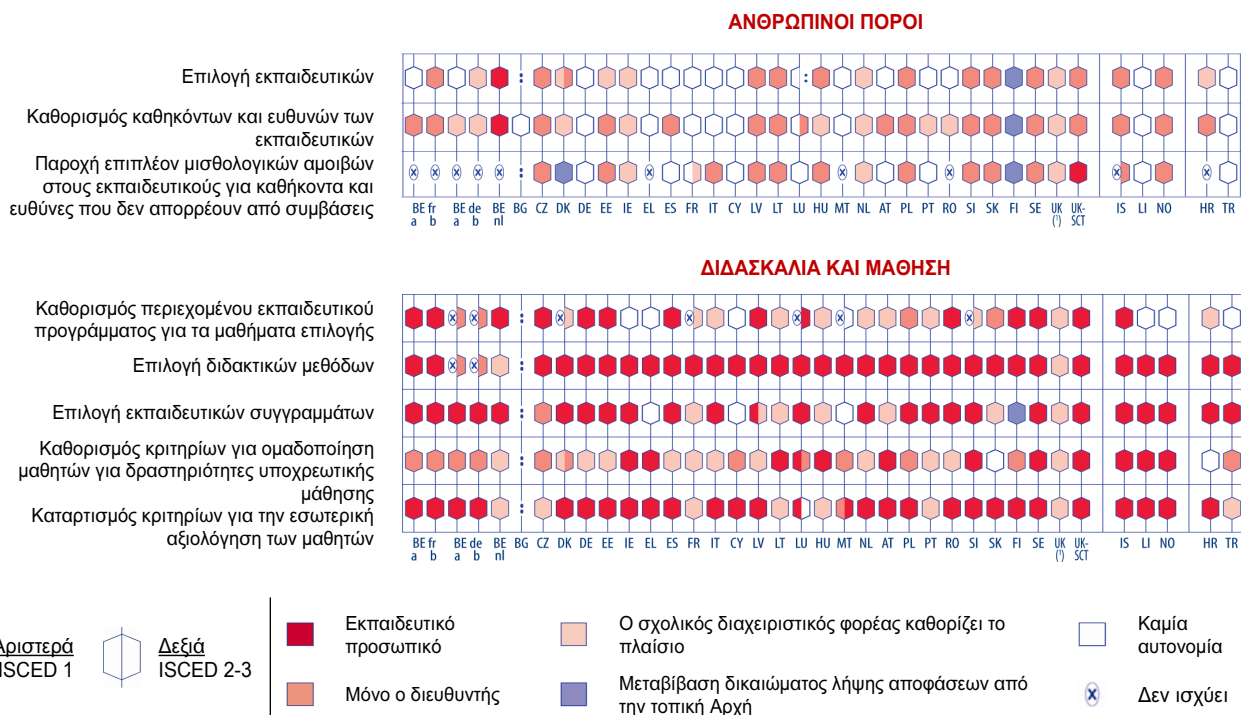 ΑΝΘΡΩΠΙΝΟΙ ΠΟΡΟΙ
Επιλογή εκπαιδευτικών
Καθορισμός καθηκόντων και ευθυνών των
εκπαιδευτικών
Παροχή επιπλέον μισθολογικών αμοιβών
στους εκπαιδευτικούς για καθήκοντα και
ευθύνες που δεν απορρέουν από συμβάσεις
BE fr BE de BE BG CZ DK DE EE IE EL ES FR IT CY LV LT LU HU MT NL AT PL PT RO SI SK FI SE UK UK- IS LI NO HR TR
a b a b nl (¹) SCT
ΔΙΔΑΣΚΑΛΙΑ ΚΑΙ ΜΑΘΗΣΗ
Καθορισμός περιεχομένου εκπαιδευτικού
προγράμματος για τα μαθήματα επιλογής
Επιλογή διδακτικών μεθόδων
Επιλογή εκπαιδευτικών συγγραμμάτων
Καθορισμός κριτηρίων για ομαδοποίηση
μαθητών για δραστηριότητες υποχρεωτικής
μάθησης
Καταρτισμός κριτηρίων για την εσωτερική
αξιολόγηση των μαθητών
BE fr BE de BE BG CZ DK DE EE IE EL ES FR IT CY LV LT LU HU MT NL AT PL PT RO SI SK FI SE UK UK- IS LI NO HR TR
a b a b nl (¹) SCT
Αριστερά
ISCED 1
Δεξιά
ISCED 2-3
Εκπαιδευτικό
προσωπικό
Μόνο ο διευθυντής
Ο σχολικός διαχειριστικός φορέας καθορίζει το
πλαίσιο
Μεταβίβαση δικαιώματος λήψης αποφάσεων από
την τοπική Αρχή
Καμία
αυτονομία
Δεν ισχύει